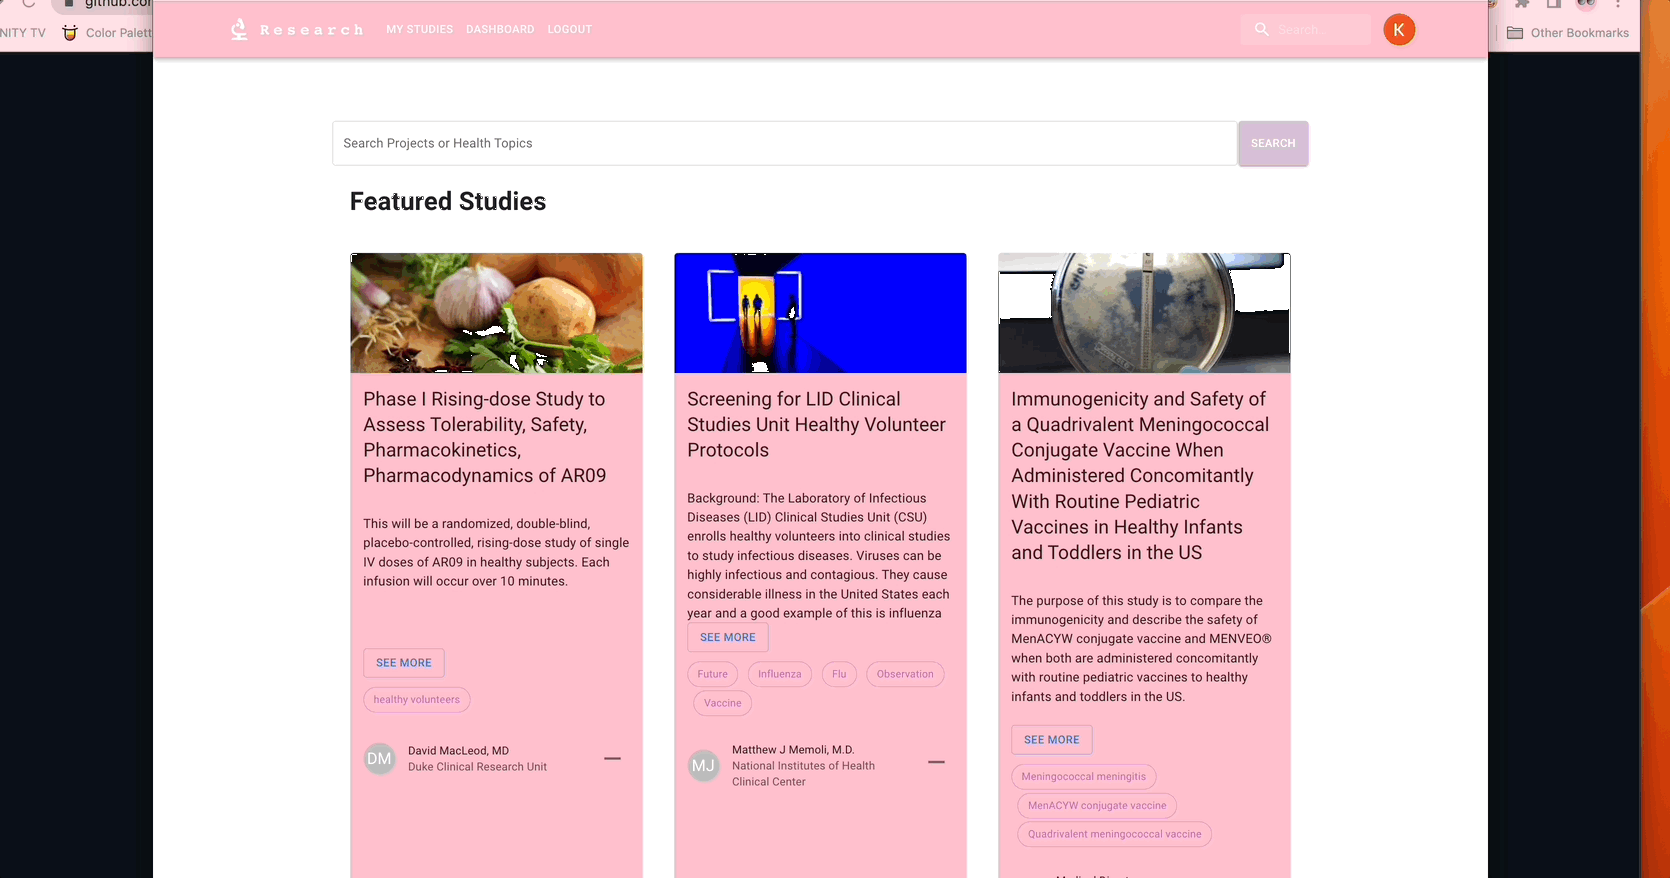 github.co
NITY TV Color Palett
Other Bookmarks
Research MY STUDIES DASHBOARD LOGOUT
Search...
K
Search Projects or Health Topics
SEARCH
Featured Studies
Phase I Rising-dose Study to
Assess Tolerability, Safety,
Pharmacokinetics,
Pharmacodynamics of AR09
This will be a randomized, double-blind,
placebo-controlled, rising-dose study of single
IV doses of AR09 in healthy subjects. Each
infusion will occur over 10 minutes.
SEE MORE
healthy volunteers
DM
David MacLeod, MD
Duke Clinical Research Unit
Screening for LID Clinical
Studies Unit Healthy Volunteer
Protocols
Background: The Laboratory of Infectious
Diseases (LID) Clinical Studies Unit (CSU)
enrolls healthy volunteers into clinical studies
to study infectious diseases. Viruses can be
highly infectious and contagious. They cause
considerable illness in the United States each
year and a good example of this is influenza
SEE MORE
Future Influenza Flu Observation
Vaccine
MJ
Matthew J Memoli, M.D.
National Institutes of Health
Clinical Center
Immunogenicity and Safety of
a Quadrivalent Meningococcal
Conjugate Vaccine When
Administered Concomitantly
With Routine Pediatric
Vaccines in Healthy Infants
and Toddlers in the US
The purpose of this study is to compare the
immunogenicity and describe the safety of
MenACYW conjugate vaccine and MENVEO®
when both are administered concomitantly
with routine pediatric vaccines to healthy
infants and toddlers in the US.
SEE MORE
Meningococcal meningitis
MenACYW conjugate vaccine
Quadrivalent meningococcal vaccine